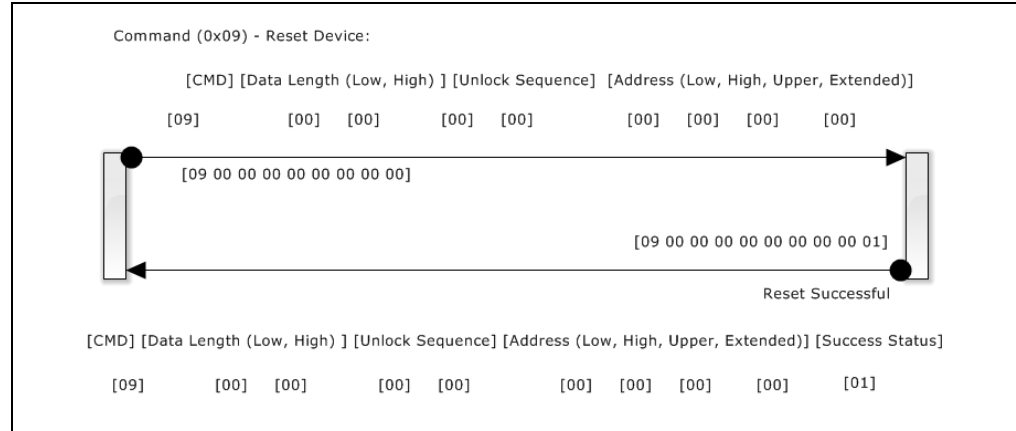 Command (0x09) - Reset Device:
[CMD] [Data Length (Low, High) ] [Unlock Sequence] [Address (Low, High, Upper, Extended)]
[09] [00] [00] [00] [00] [00] [00] [00] [00]
[09 00 00 00 00 00 00 00 00]
[09 00 00 00 00 00 00 00 00 01]
Reset Successful
[CMD] [Data Length (Low, High) ] [Unlock Sequence] [Address (Low, High, Upper, Extended)] [Success Status]
[09] [00] [00] [00] [00] [00] [00] [00] [00] [01]